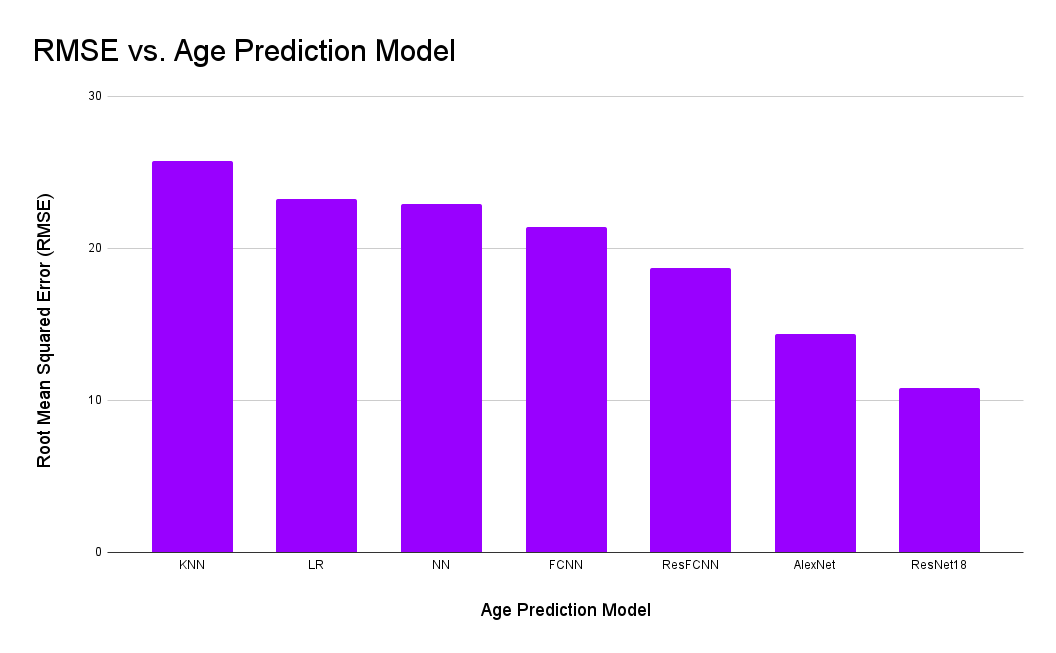 RMSE vs. Age Prediction Model
Root Mean Squared Error (RMSE)
30
20
10
0
KNN LR NN FCNN ResFCNN AlexNet ResNet18
Age Prediction Model